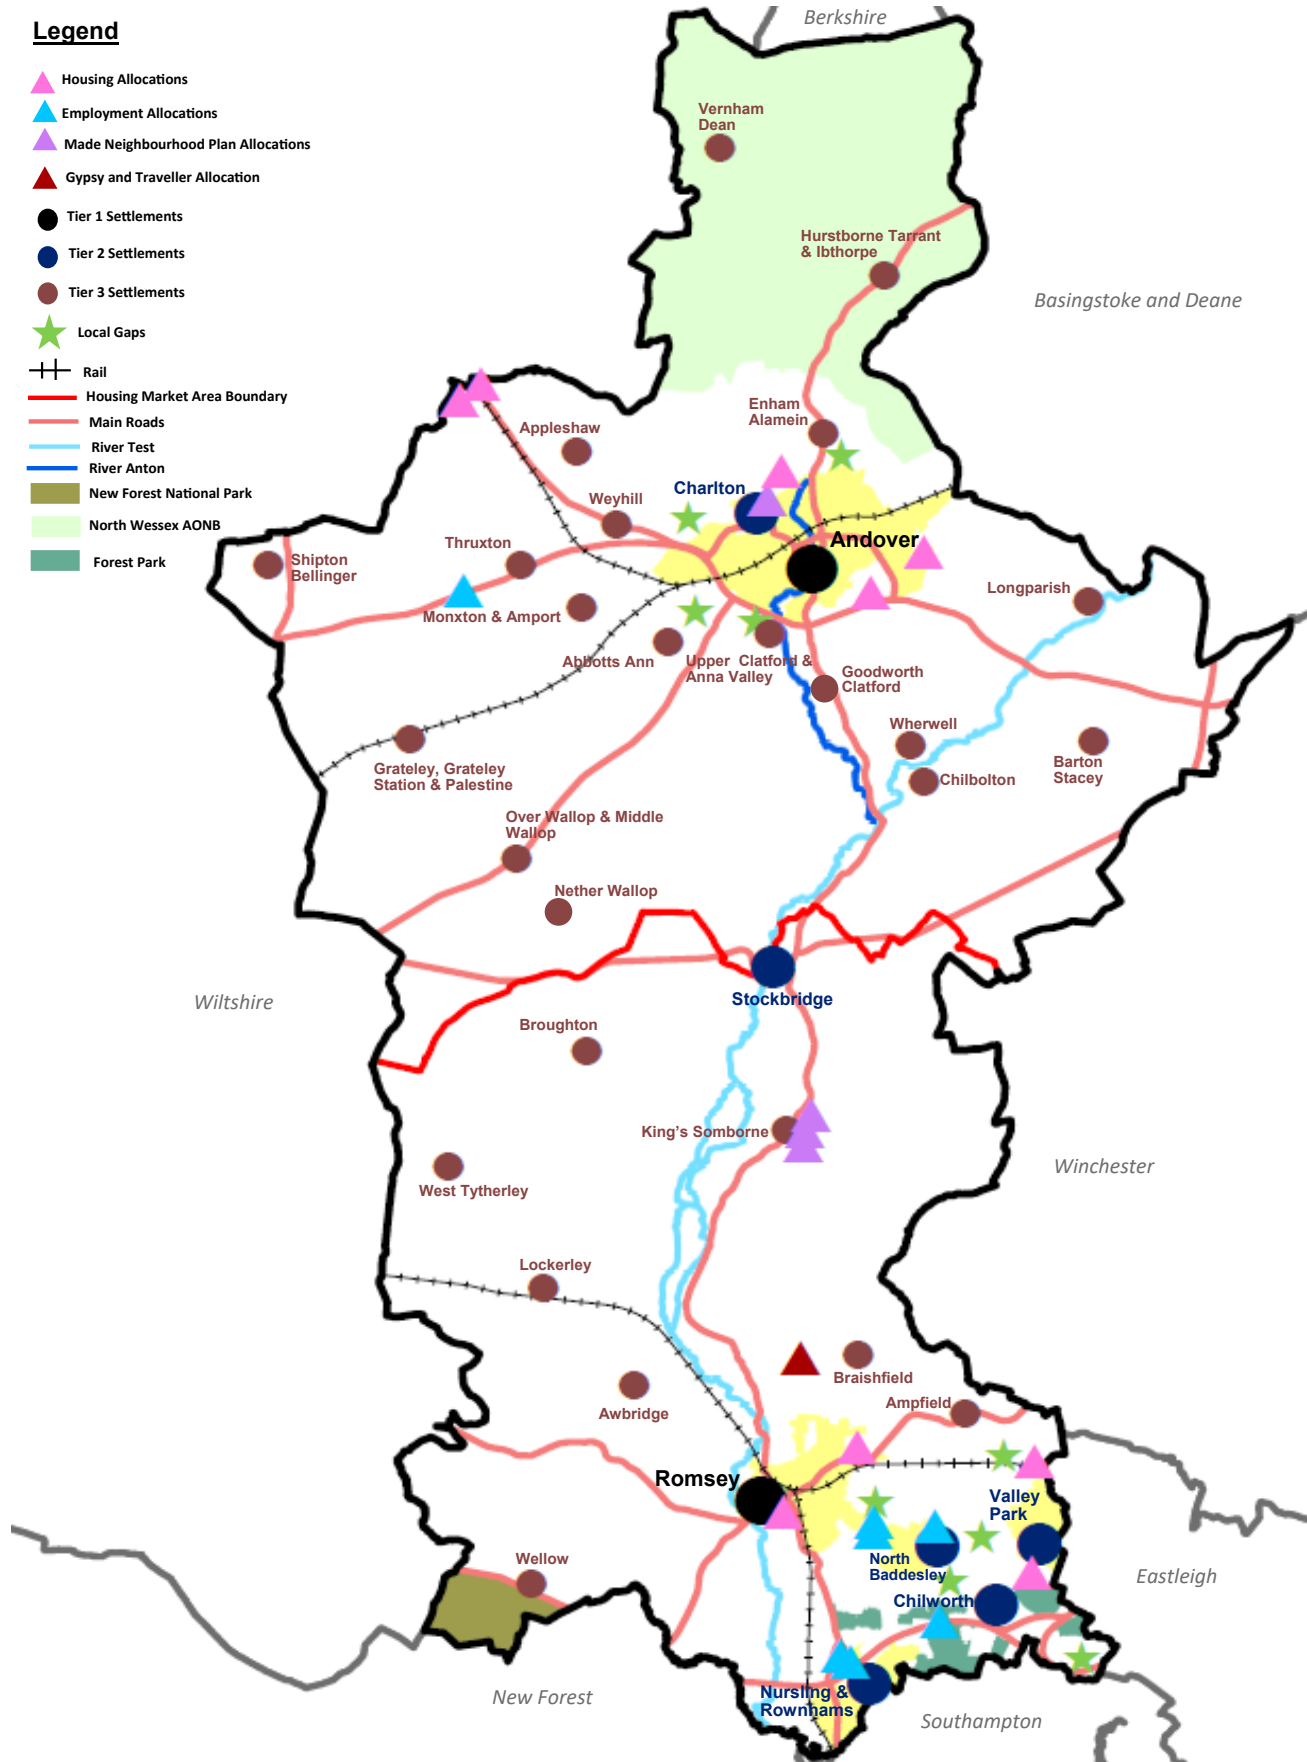 Legend
Housing Allocations
Employment Allocations
Made Neighbourhood Plan Allocations
Gypsy and Traveller Allocation
Tier 1 Settlements
Tier 2 Settlements
Tier 3 Settlements
Local Gaps
Rail
Housing Market Area Boundary
Main Roads
River Test
River Anton
New Forest National Park
North Wessex AONB
Forest Park
Berkshire
Vernham
Dean
Hurstborne Tarrant
& Ibthorpe
Basingstoke and Deane
Enham
Alamein
Appleshaw
Charlton
Weyhill
Andover
Thruxton
Shipton
Bellinger
Longparish
Monxton & Amport
Abbotts Ann
Upper Clatford &
Anna Valley
Goodworth
Clatford
Wherwell
Barton
Stacey
Grateley, Grateley
Station & Palestine
Chilbolton
Over Wallop & Middle
Wallop
Nether Wallop
Wiltshire
Stockbridge
Broughton
King's Somborne
Winchester
West Tytherley
Lockerley
Braishfield
Ampfield
Awbridge
Romsey
Valley
Park
North
Baddesley
Wellow
Eastleigh
Chilworth
New Forest
Nursling &
Rownhams
Southampton